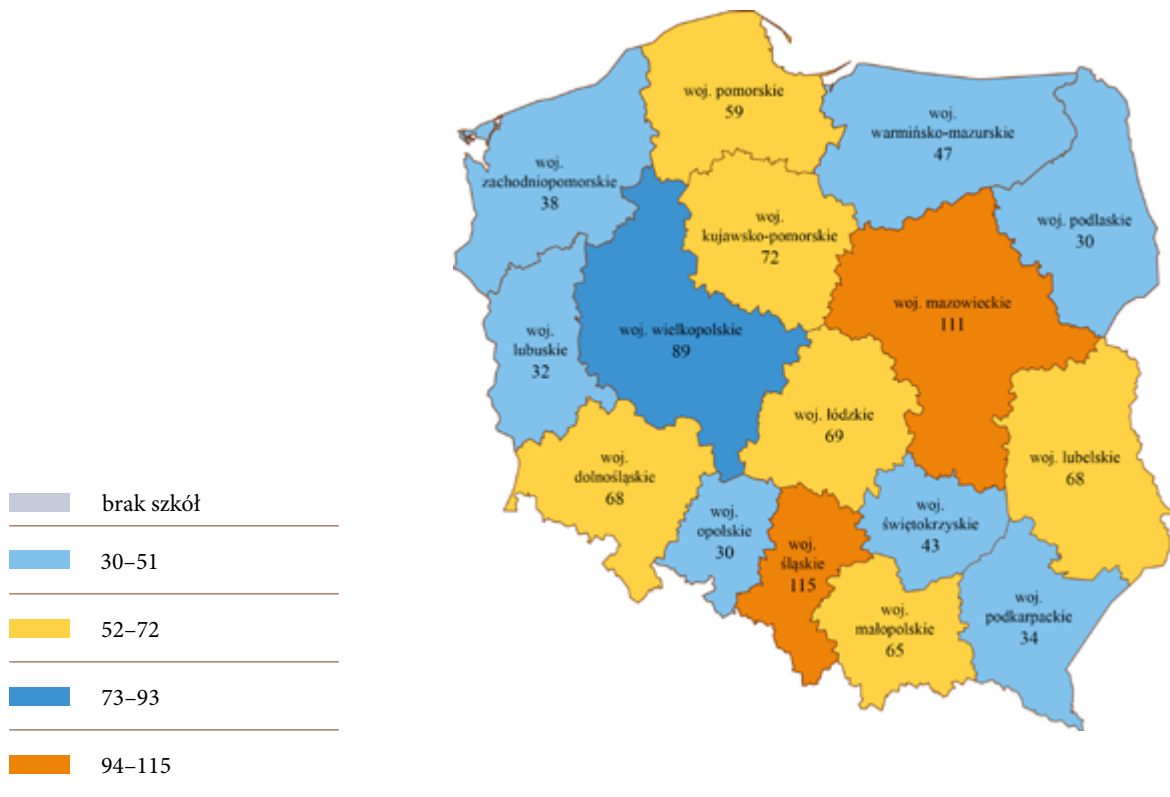 woj. pomorskie
59
woj.
warmińsko-mazurskie
47
woj.
zachodniopomorskie
38
woj. podlaskie
30
woj.
kujawsko-pomorskie
72
woj. mazowieckie
111
woj. wielkopolskie
89
woj.
lubuskie
32
woj. łódzkie
69
woj. lubelskie
68
woj.
dolnośląskie
68
woj.
opolskie
30
woj.
śląskie
115
woj.
świętokrzyskie
43
woj.
małopolskie
65
woj.
podkarpackie
34
brak szkół
30–51
52–72
73–93
94–115